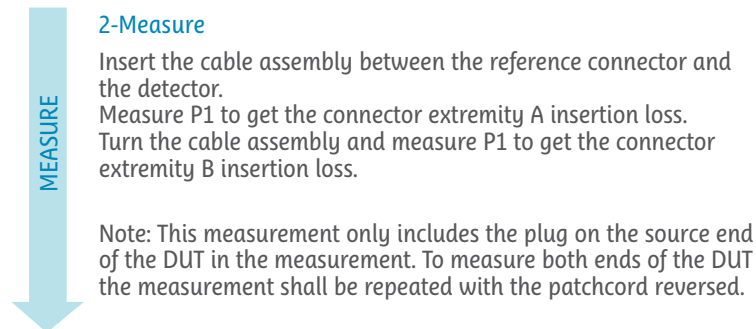 2-Measure
Insert the cable assembly between the reference connector and
the detector.
Measure P1 to get the connector extremity A insertion loss.
Turn the cable assembly and measure P1 to get the connector
extremity B insertion loss.
Note: This measurement only includes the plug on the source end
of the DUT in the measurement. To measure both ends of the DUT
the measurement shall be repeated with the patchcord reversed.
MEASURE